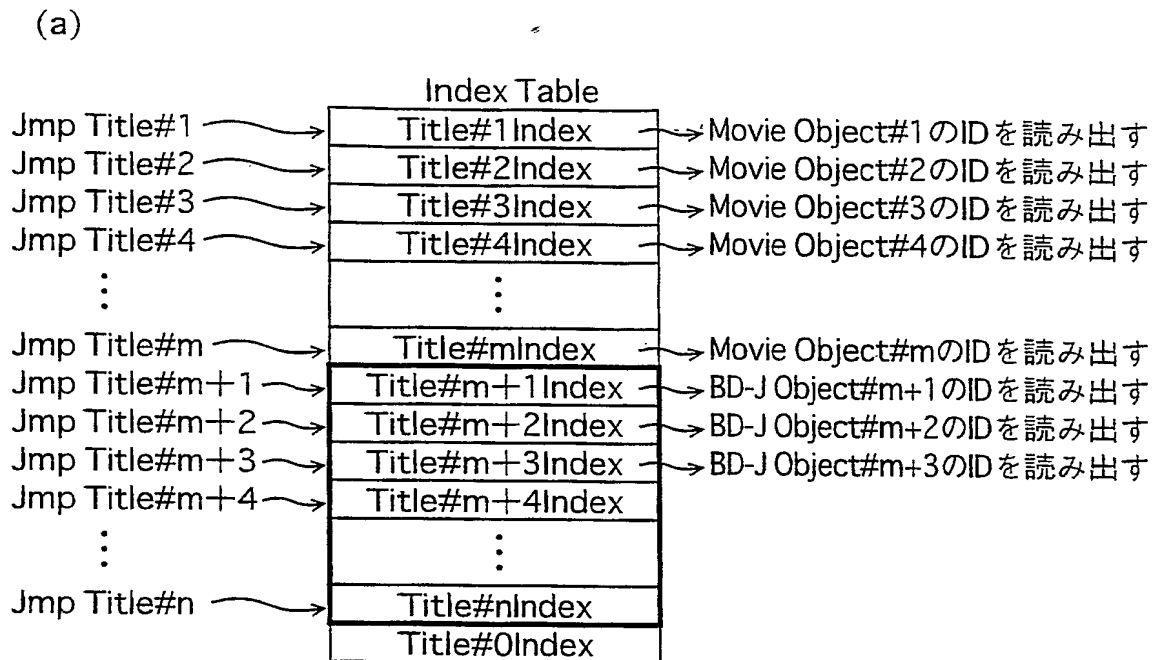 (a)
Index Table
Jmp Title#1 Title#1Index Movie Object#1のIDを読み出す
Jmp Title#2 Title#2Index Movie Object#2のIDを読み出す
Jmp Title#3 Title#3Index Movie Object#3のIDを読み出す
Jmp Title#4 Title#4Index Movie Object#4のIDを読み出す
⋮ ⋮
Jmp Title#m Title#mIndex Movie Object#mのIDを読み出す
Jmp Title#m+1 Title#m+1Index BD-J Object#m+1のIDを読み出す
Jmp Title#m+2 Title#m+2Index BD-J Object#m+2のIDを読み出す
Jmp Title#m+3 Title#m+3Index BD-J Object#m+3のIDを読み出す
Jmp Title#m+4 Title#m+4Index
⋮ ⋮
Jmp Title#n Title#nIndex
Title#0Index